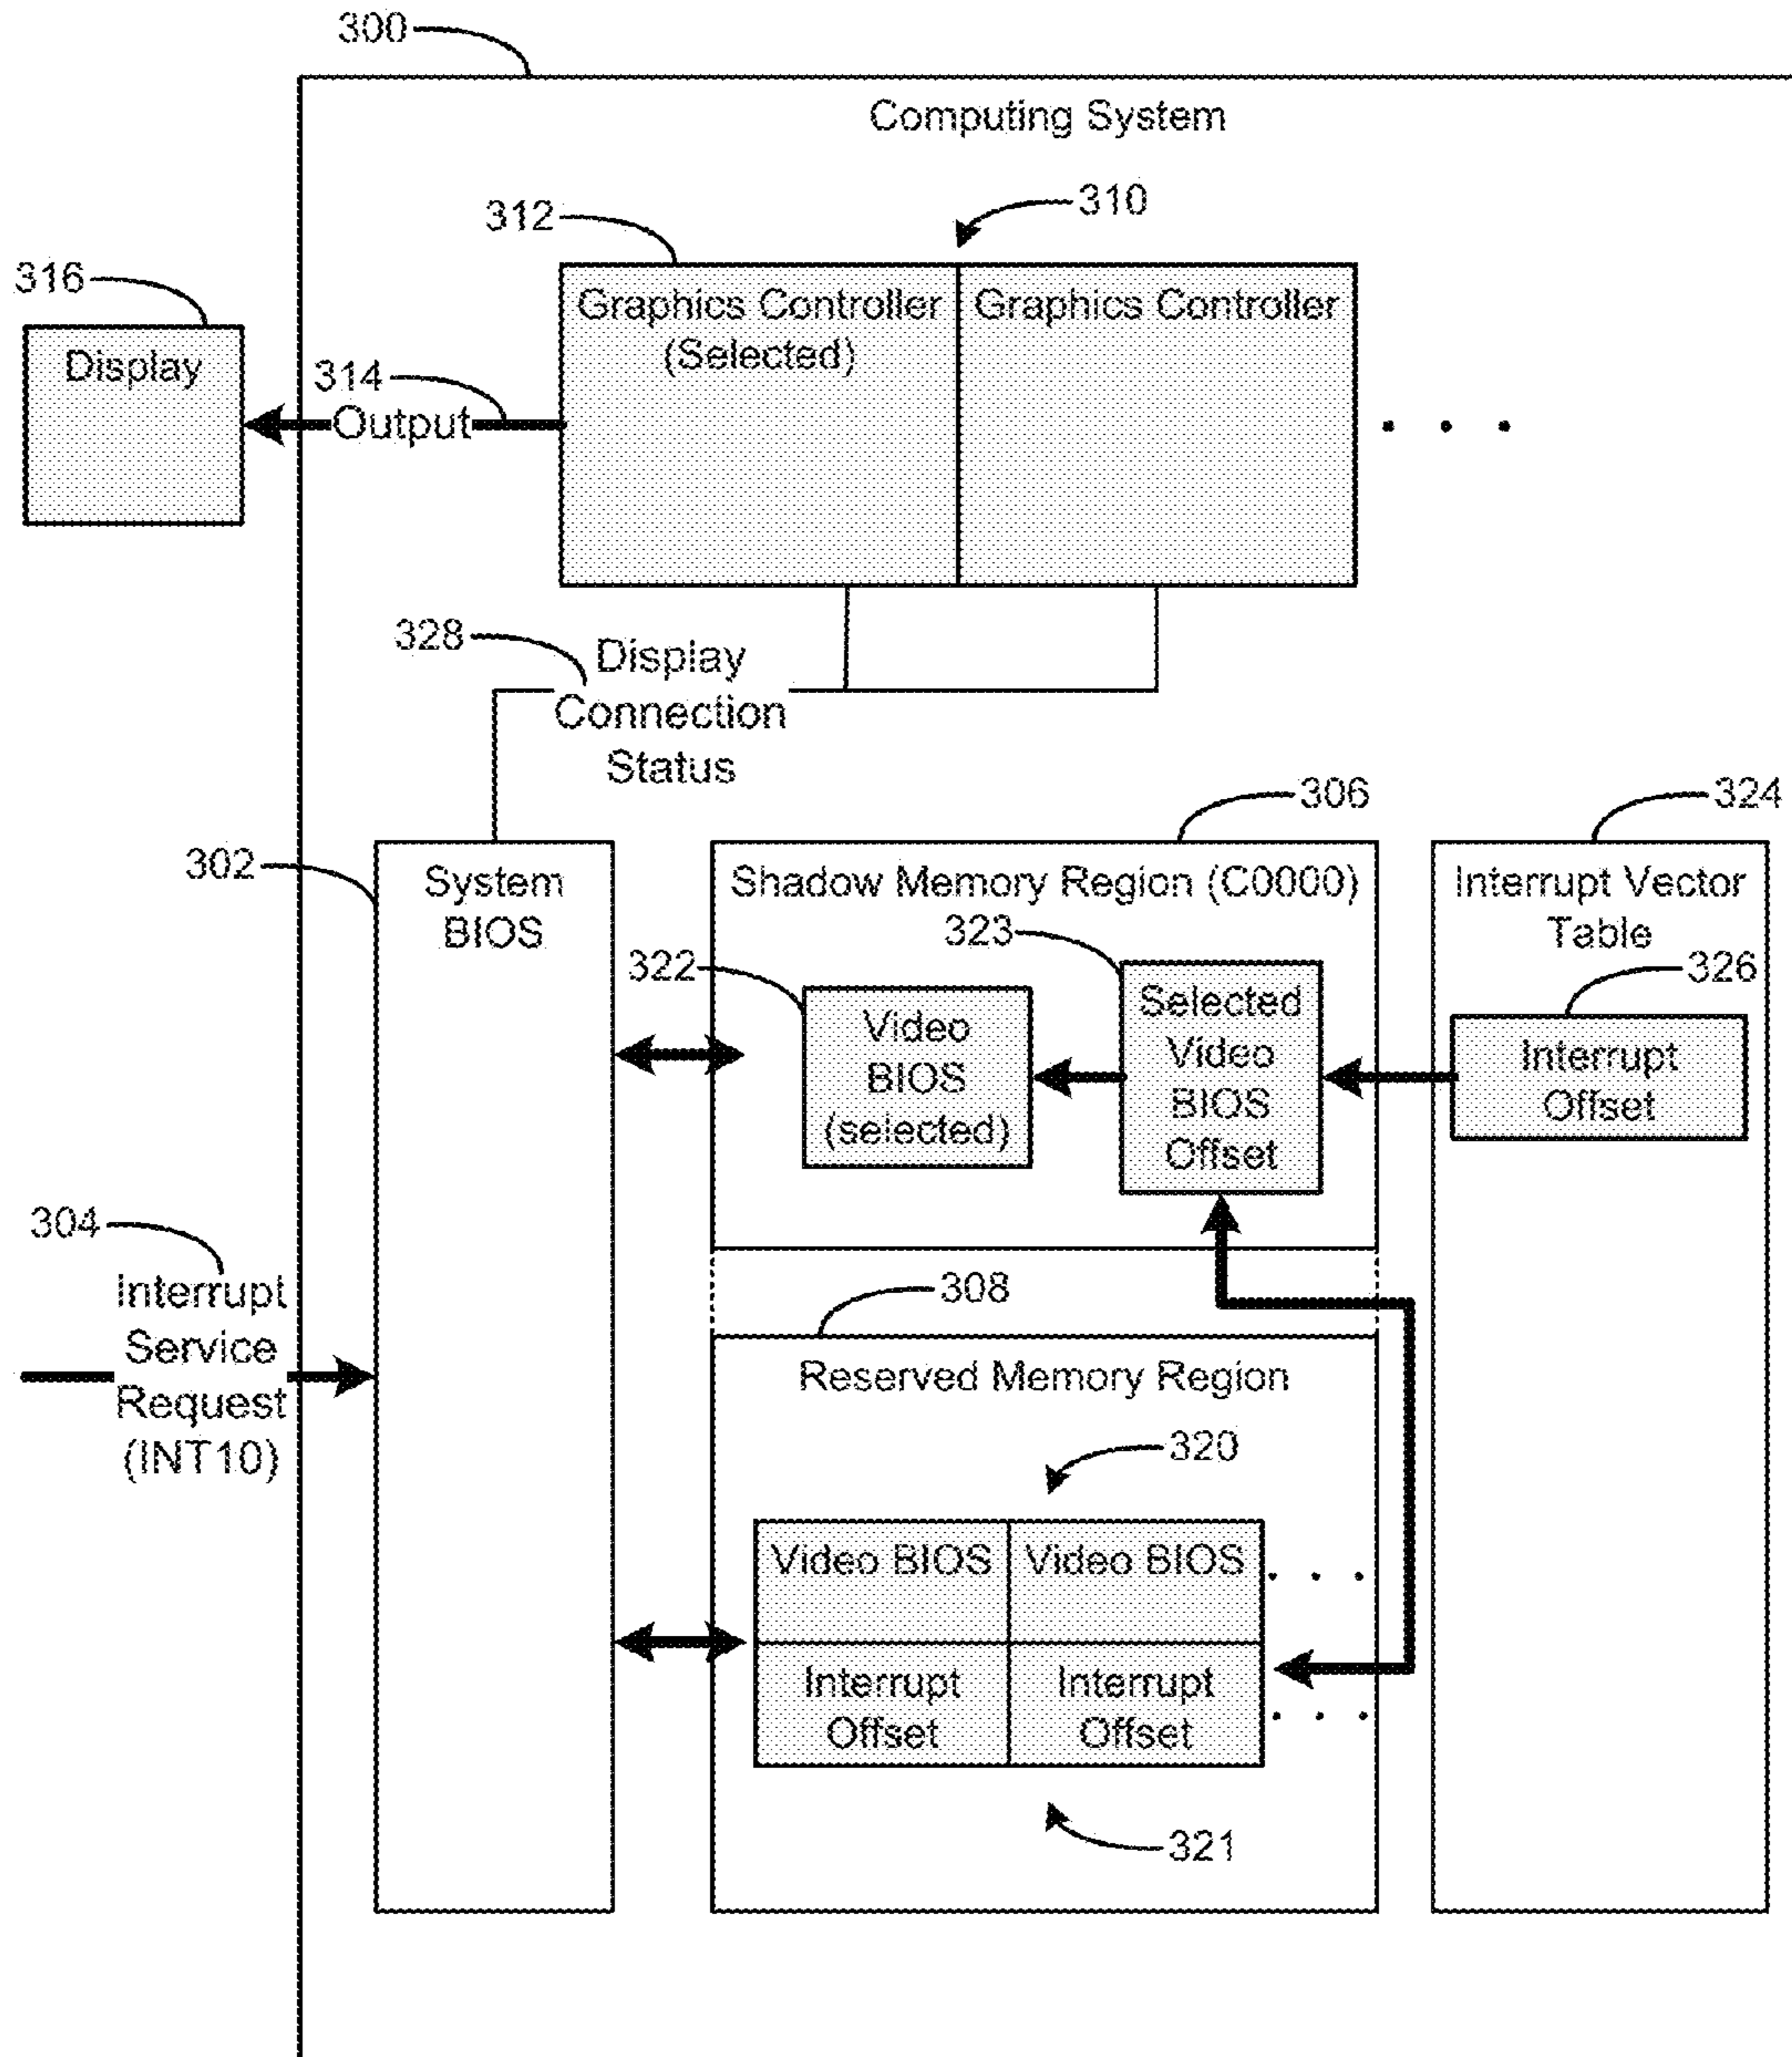 300
Computing System
312
310
316
Graphics Controller
(Selected)
Graphics Controller
Display
314
Output
. . .
328
Display
Connection
Status
306
324
302
System
BIOS
Shadow Memory Region (C0000)
Interrupt Vector
Table
322
323
326
Video
BIOS
(selected)
Selected
Video
BIOS
Offset
Interrupt
Offset
304
Interrupt
Service
Request
(INT10)
308
Reserved Memory Region
320
Video BIOS
Video BIOS
. . .
Interrupt
Offset
Interrupt
Offset
. . .
321